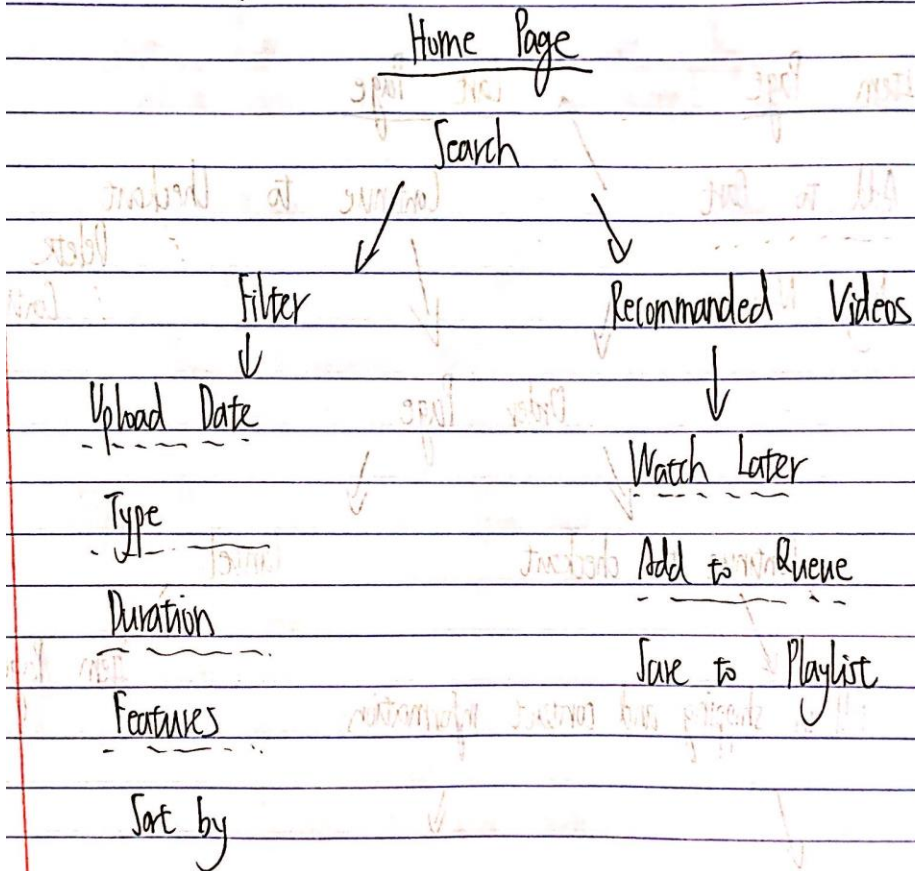 Home Page
Search
Filter
Recommanded Videos
Upload Date
Watch Later
Type
Add to Queue
Duration
Save to Playlist
Features
Sort by